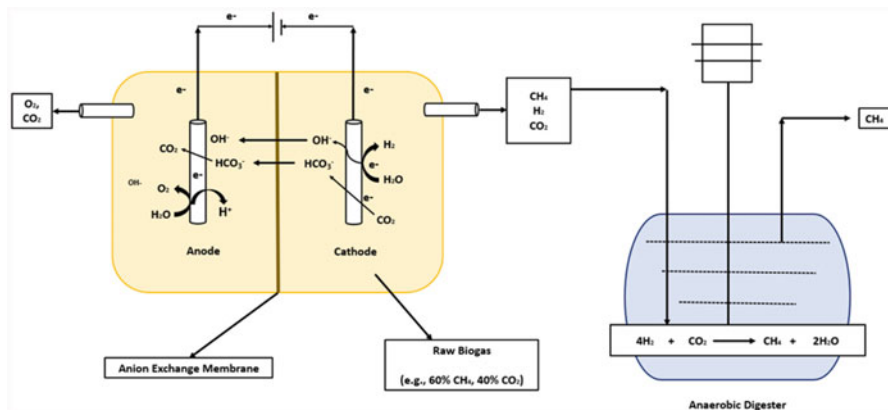 e-
e-
e-
e-
O₂,
CO₂
CH₄
H₂
CO₂
CH₄
OH⁻
OH⁻
H₂
CO₂
HCO₃⁻
HCO₃⁻
e-
e-
H₂O
OH-
O₂
e-
H₂O
H⁺
CO₂
Anode
Cathode
4H₂ + CO₂ CH₄ + 2H₂O
Anion Exchange Membrane
Raw Biogas
(e.g., 60% CH₄, 40% CO₂)
Anaerobic Digester